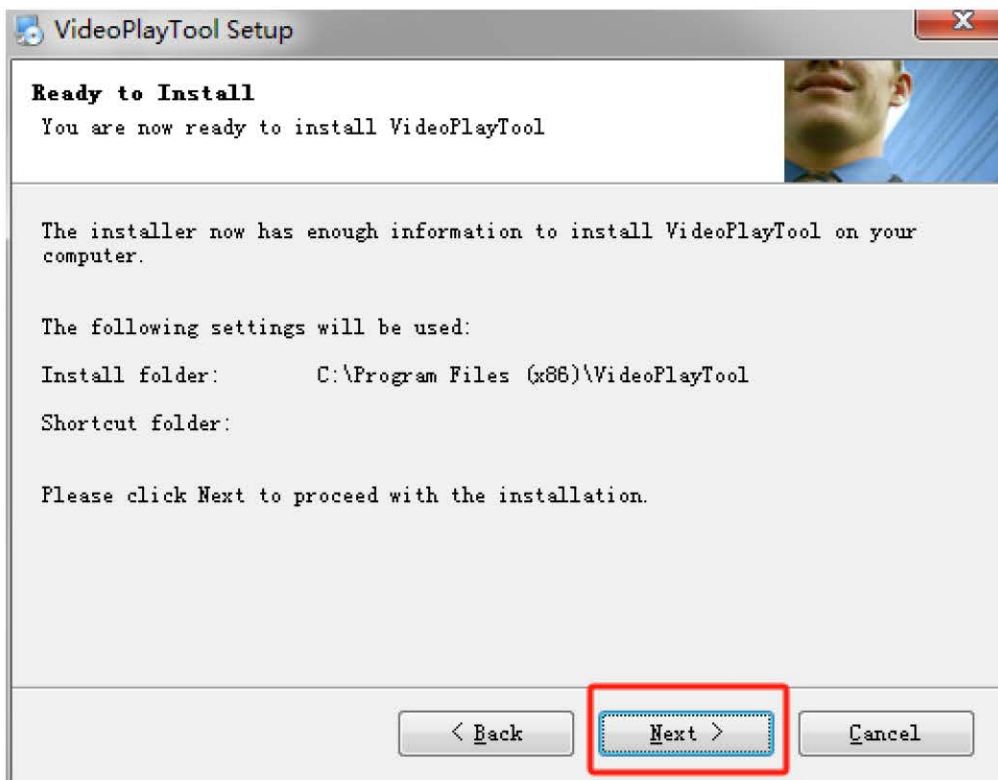 VideoPlayTool Setup
X
Ready to Install
You are now ready to install VideoPlayTool
The installer now has enough information to install VideoPlayTool on your
computer.
The following settings will be used:
Install folder: C:\Program Files (x86)\VideoPlayTool
Shortcut folder:
Please click Next to proceed with the installation.
< Back Next > Cancel